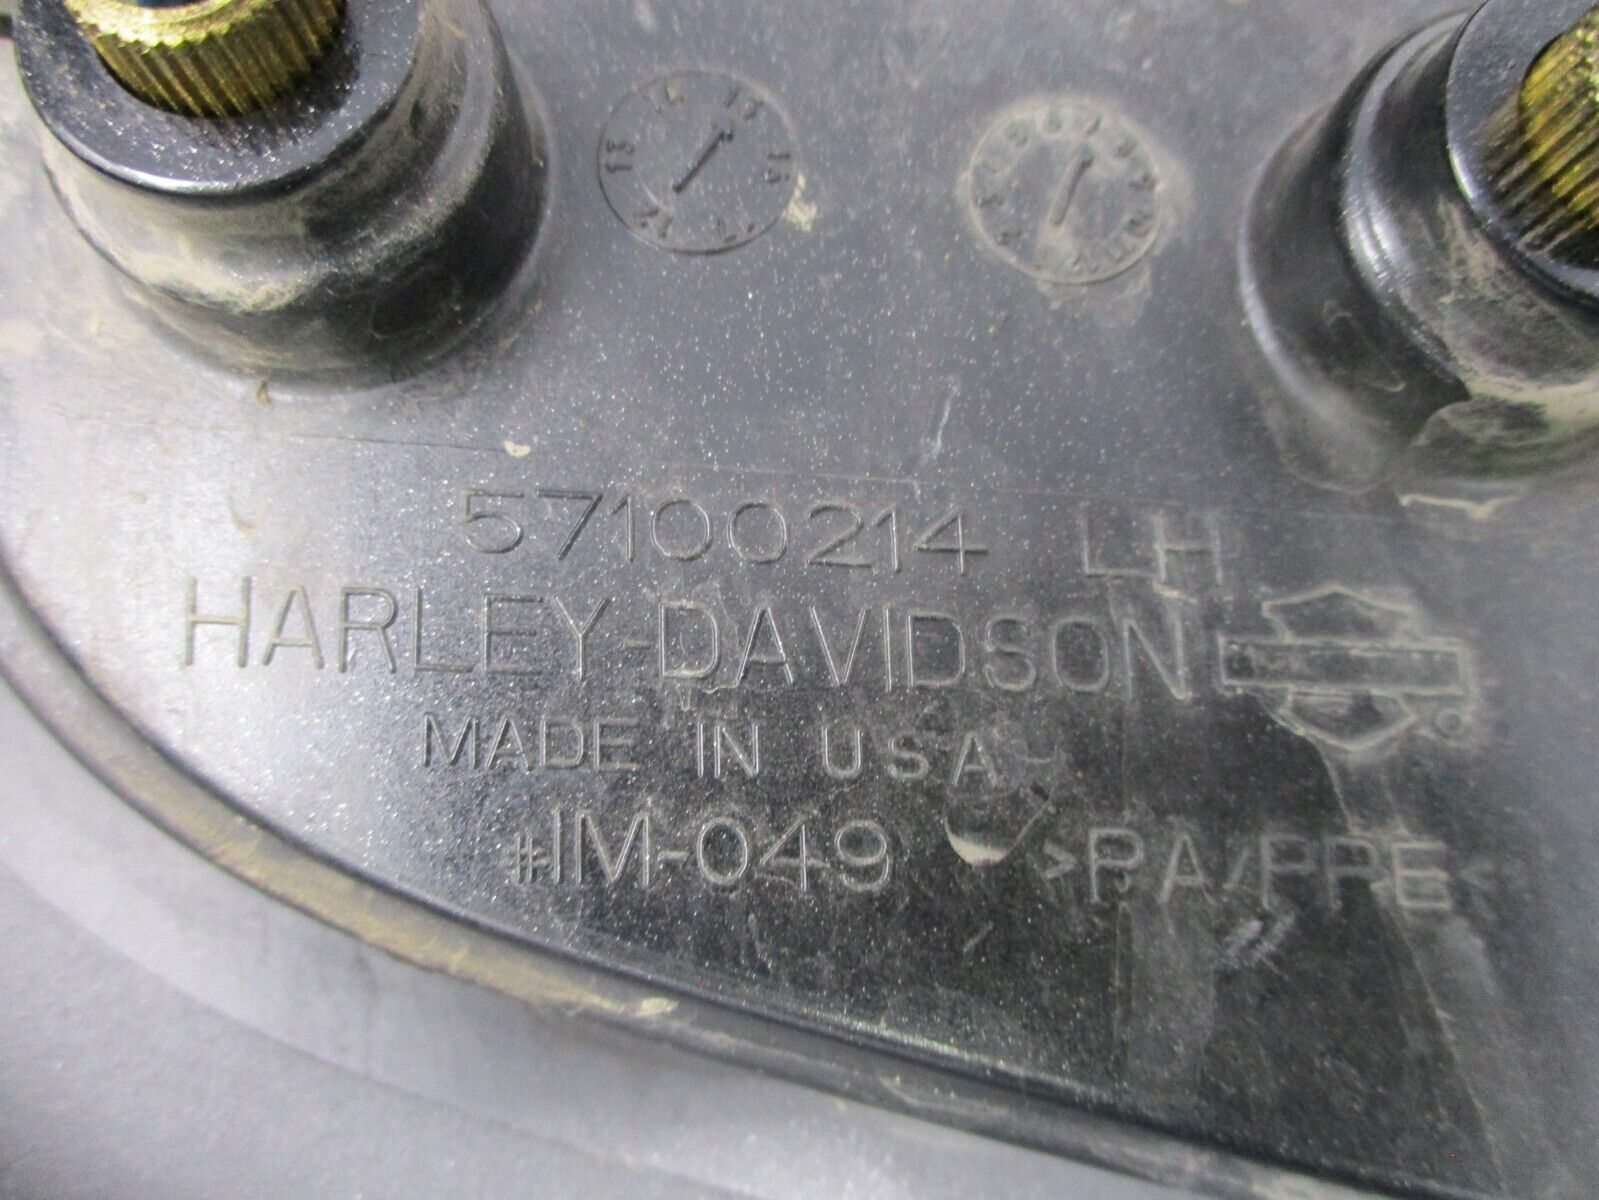 57100214 LH
HARLEY-DAVIDSON
MADE IN USA
#IM-049 >PA/PPE<